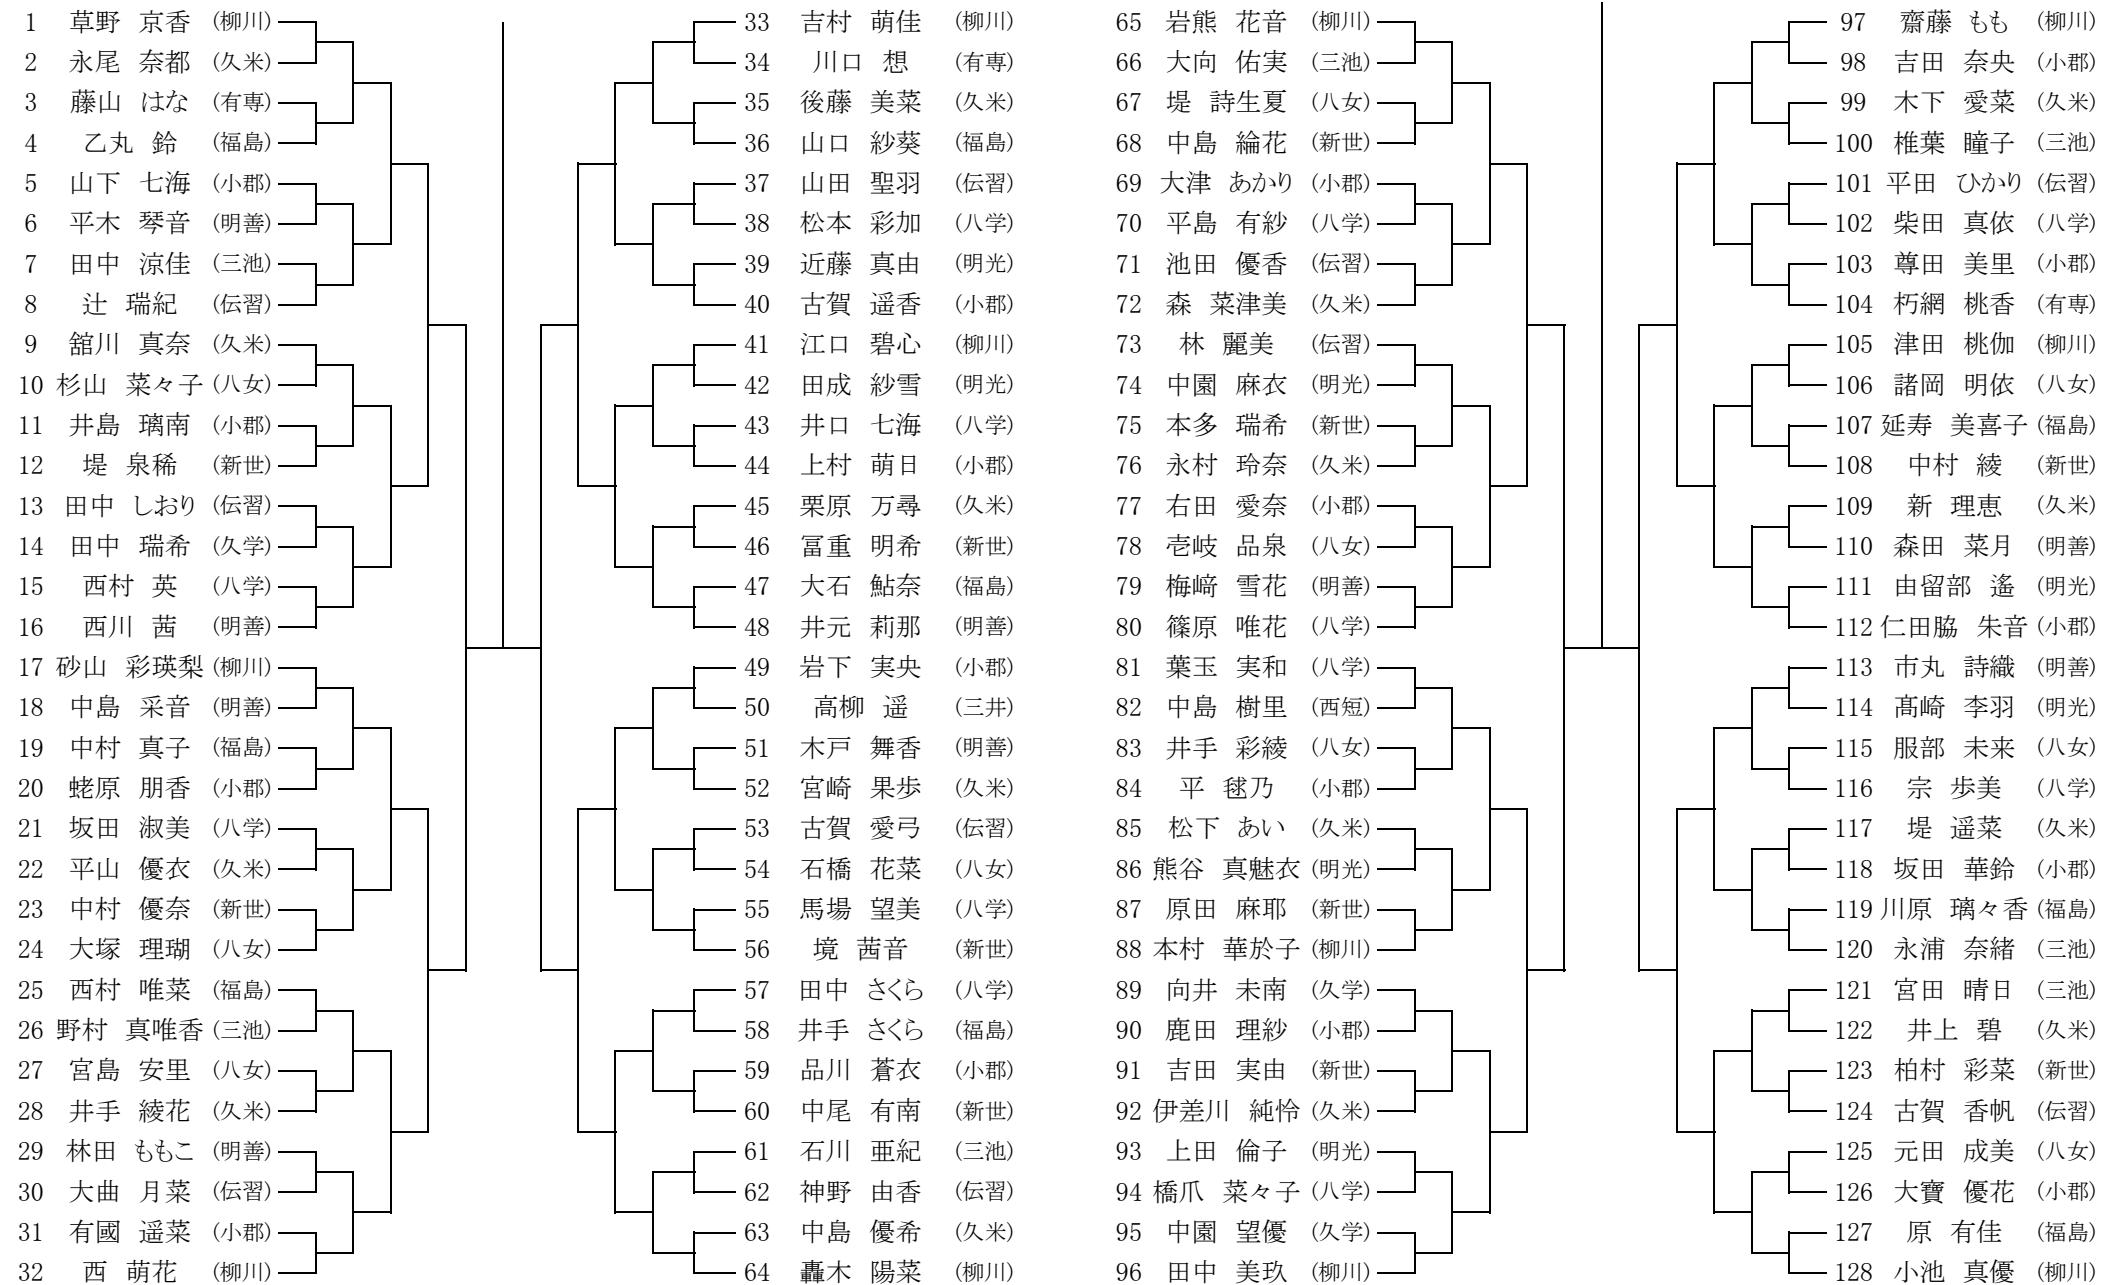 1 草野 京香 (柳川)
2 永尾 奈都 (久米)
3 藤山 はな (有専)
4 乙丸 鈴 (福島)
5 山下 七海 (小郡)
6 平木 琴音 (明善)
7 田中 涼佳 (三池)
8 辻 瑞紀 (伝習)
9 舘川 真奈 (久米)
10 杉山 菜々子 (八女)
11 井島 璃南 (小郡)
12 堤 泉稀 (新世)
13 田中 しおり (伝習)
14 田中 瑞希 (久学)
15 西村 英 (八学)
16 西川 茜 (明善)
17 砂山 彩瑛梨 (柳川)
18 中島 采音 (明善)
19 中村 真子 (福島)
20 蛯原 朋香 (小郡)
21 坂田 淑美 (八学)
22 平山 優衣 (久米)
23 中村 優奈 (新世)
24 大塚 理瑚 (八女)
25 西村 唯菜 (福島)
26 野村 真唯香 (三池)
27 宮島 安里 (八女)
28 井手 綾花 (久米)
29 林田 ももこ (明善)
30 大曲 月菜 (伝習)
31 有國 遥菜 (小郡)
32 西 萌花 (柳川)
33 吉村 萌佳 (柳川)
34 川口 想 (有専)
35 後藤 美菜 (久米)
36 山口 紗葵 (福島)
37 山田 聖羽 (伝習)
38 松本 彩加 (八学)
39 近藤 真由 (明光)
40 古賀 遥香 (小郡)
41 江口 碧心 (柳川)
42 田成 紗雪 (明光)
43 井口 七海 (八学)
44 上村 萌日 (小郡)
45 栗原 万尋 (久米)
46 冨重 明希 (新世)
47 大石 鮎奈 (福島)
48 井元 莉那 (明善)
49 岩下 実央 (小郡)
50 高柳 遥 (三井)
51 木戸 舞香 (明善)
52 宮崎 果歩 (久米)
53 古賀 愛弓 (伝習)
54 石橋 花菜 (八女)
55 馬場 望美 (八学)
56 境 茜音 (新世)
57 田中 さくら (八学)
58 井手 さくら (福島)
59 品川 蒼衣 (小郡)
60 中尾 有南 (新世)
61 石川 亜紀 (三池)
62 神野 由香 (伝習)
63 中島 優希 (久米)
64 轟木 陽菜 (柳川)
65 岩熊 花音 (柳川)
66 大向 佑実 (三池)
67 堤 詩生夏 (八女)
68 中島 綸花 (新世)
69 大津 あかり (小郡)
70 平島 有紗 (八学)
71 池田 優香 (伝習)
72 森 菜津美 (久米)
73 林 麗美 (伝習)
74 中園 麻衣 (明光)
75 本多 瑞希 (新世)
76 永村 玲奈 (久米)
77 右田 愛奈 (小郡)
78 壱岐 品泉 (八女)
79 梅﨑 雪花 (明善)
80 篠原 唯花 (八学)
81 葉玉 実和 (八学)
82 中島 樹里 (西短)
83 井手 彩綾 (八女)
84 平 毬乃 (小郡)
85 松下 あい (久米)
86 熊谷 真魅衣 (明光)
87 原田 麻耶 (新世)
88 本村 華於子 (柳川)
89 向井 未南 (久学)
90 鹿田 理紗 (小郡)
91 吉田 実由 (新世)
92 伊差川 純怜 (久米)
93 上田 倫子 (明光)
94 橋爪 菜々子 (八学)
95 中園 望優 (久学)
96 田中 美玖 (柳川)
97 齋藤 もも (柳川)
98 吉田 奈央 (小郡)
99 木下 愛菜 (久米)
100 椎葉 瞳子 (三池)
101 平田 ひかり (伝習)
102 柴田 真依 (八学)
103 尊田 美里 (小郡)
104 朽網 桃香 (有専)
105 津田 桃伽 (柳川)
106 諸岡 明依 (八女)
107 延寿 美喜子 (福島)
108 中村 綾 (新世)
109 新 理恵 (久米)
110 森田 菜月 (明善)
111 由留部 遙 (明光)
112 仁田脇 朱音 (小郡)
113 市丸 詩織 (明善)
114 髙崎 李羽 (明光)
115 服部 未来 (八女)
116 宗 歩美 (八学)
117 堤 遥菜 (久米)
118 坂田 華鈴 (小郡)
119 川原 璃々香 (福島)
120 永浦 奈緒 (三池)
121 宮田 晴日 (三池)
122 井上 碧 (久米)
123 柏村 彩菜 (新世)
124 古賀 香帆 (伝習)
125 元田 成美 (八女)
126 大寶 優花 (小郡)
127 原 有佳 (福島)
128 小池 真優 (柳川)